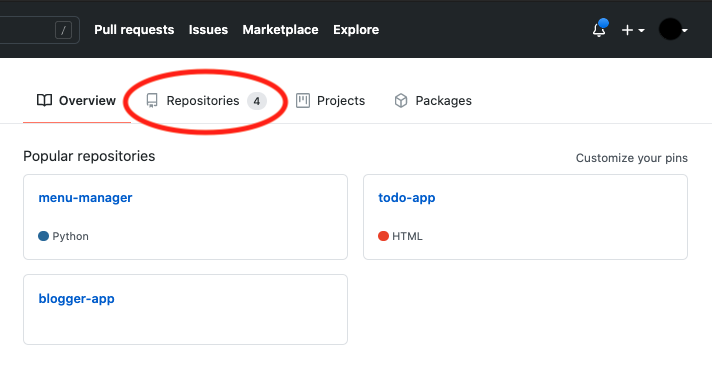 / Pull requests Issues Marketplace Explore
Overview Repositories 4 Projects Packages
Popular repositories Customize your pins
menu-manager todo-app
Python HTML
blogger-app